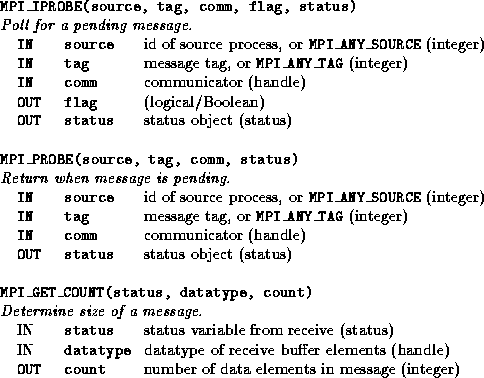 MPI_IPROBE(source, tag, comm, flag, status)
Poll for a pending message.
IN source id of source process, or MPI_ANY_SOURCE (integer)
IN tag message tag, or MPI_ANY_TAG (integer)
IN comm communicator (handle)
OUT flag (logical/Boolean)
OUT status status object (status)
MPI_PROBE(source, tag, comm, status)
Return when message is pending.
IN source id of source process, or MPI_ANY_SOURCE (integer)
IN tag message tag, or MPI_ANY_TAG (integer)
IN comm communicator (handle)
OUT status status object (status)
MPI_GET_COUNT(status, datatype, count)
Determine size of a message.
IN status status variable from receive (status)
IN datatype datatype of receive buffer elements (handle)
OUT count number of data elements in message (integer)